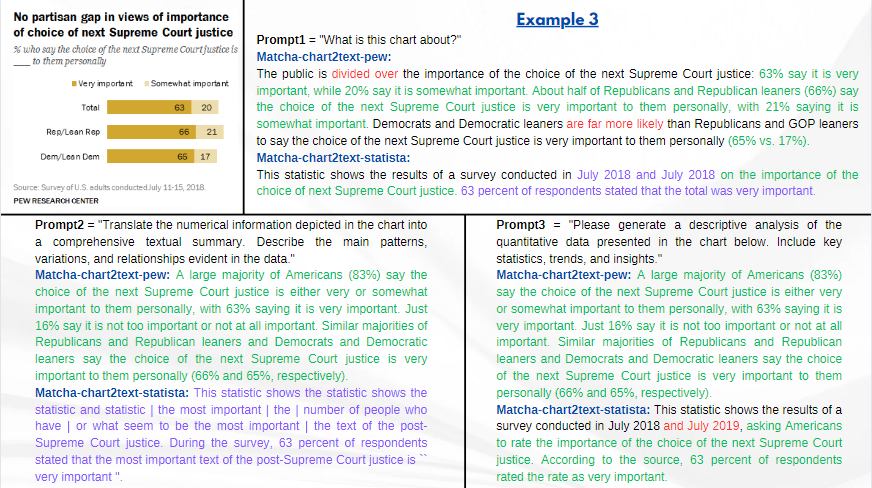 No partisan gap in views of importance
of choice of next Supreme Court justice
% who say the choice of the next Supreme Court justice is
___ to them personally
Very important Somewhat important
Total 63 20
Rep/Lean Rep 66 21
Dem/Lean Dem 65 17
Source: Survey of U.S. adults conducted July 11-15, 2018.
PEW RESEARCH CENTER
Example 3
Prompt1 = "What is this chart about?"
Matcha-chart2text-pew:
The public is divided over the importance of the choice of the next Supreme Court justice: 63% say it is very
important, while 20% say it is somewhat important. About half of Republicans and Republican leaners (66%) say
the choice of the next Supreme Court justice is very important to them personally, with 21% saying it is
somewhat important. Democrats and Democratic leaners are far more likely than Republicans and GOP leaners
to say the choice of the next Supreme Court justice is very important to them personally (65% vs. 17%).
Matcha-chart2text-statista:
This statistic shows the results of a survey conducted in July 2018 and July 2018 on the importance of the
choice of next Supreme Court justice. 63 percent of respondents stated that the total was very important.
Prompt2 = "Translate the numerical information depicted in the chart into
a comprehensive textual summary. Describe the main patterns,
variations, and relationships evident in the data."
Matcha-chart2text-pew: A large majority of Americans (83%) say the
choice of the next Supreme Court justice is either very or somewhat
important to them personally, with 63% saying it is very important. Just
16% say it is not too important or not at all important. Similar majorities of
Republicans and Republican leaners and Democrats and Democratic
leaners say the choice of the next Supreme Court justice is very
important to them personally (66% and 65%, respectively).
Matcha-chart2text-statista: This statistic shows the statistic shows the
statistic and statistic | the most important | the | number of people who
have | or what seem to be the most important | the text of the post-
Supreme Court justice. During the survey, 63 percent of respondents
stated that the most important text of the post-Supreme Court justice is ``
very important ".
Prompt3 = "Please generate a descriptive analysis of the
quantitative data presented in the chart below. Include key
statistics, trends, and insights."
Matcha-chart2text-pew: A large majority of Americans (83%)
say the choice of the next Supreme Court justice is either very
or somewhat important to them personally, with 63% saying it is
very important. Just 16% say it is not too important or not at all
important. Similar majorities of Republicans and Republican
leaners and Democrats and Democratic leaners say the choice
of the next Supreme Court justice is very important to them
personally (66% and 65%, respectively).
Matcha-chart2text-statista: This statistic shows the results of a
survey conducted in July 2018 and July 2019, asking Americans
to rate the importance of the choice of the next Supreme Court
justice. According to the source, 63 percent of respondents
rated the rate as very important.